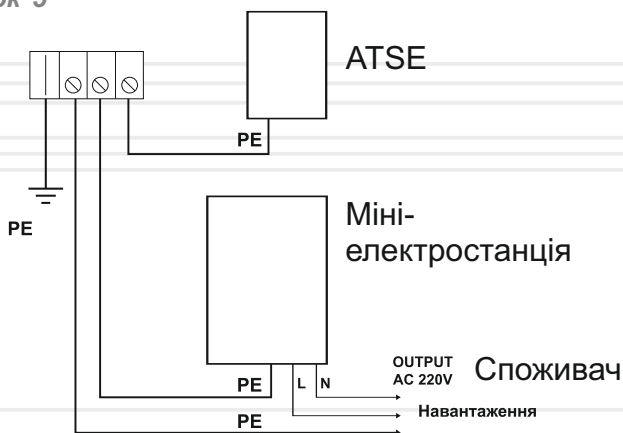 ATSE
PE
PE
Міні-
електростанція
OUTPUT
AC 220V
Споживач
PE
L
N
Навантаження
PE